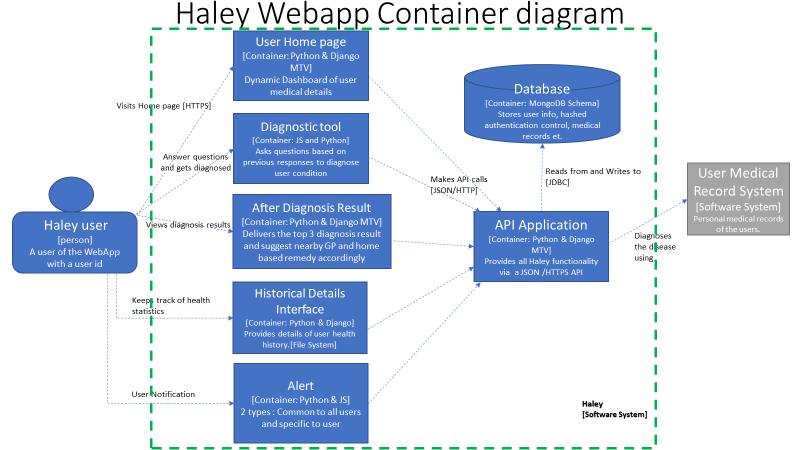 Haley Webapp Container diagram
User Home page
[Container: Python & Django
MTV]
Dynamic Dashboard of user
medical details
Visits Home page [HTTPS]
Database
[Container: MongoDB Schema]
Stores user info, hashed
authentication control, medical
records et.
Diagnostic tool
[Container: JS and Python]
Asks questions based on
previous responses to diagnose
user condition
Answer questions
and gets diagnosed
Makes API calls
[JSON/HTTP]
Reads from and Writes to
[JDBC]
User Medical
Record System
[Software System]
Personal medical records
of the users.
Haley user
[person]
A user of the WebApp
with a user id
Views diagnosis results
After Diagnosis Result
[Container: Python & Django MTV]
Delivers the top 3 diagnosis result
and suggest nearby GP and home
based remedy accordingly
API Application
[Container: Python & Django
MTV]
Provides all Haley functionality
via a JSON /HTTPS API
Diagnoses
the disease
using
Keeps track of health
statistics
Historical Details
Interface
[Container: Python & Django]
Provides details of user health
history.[File System]
User Notification
Alert
[Container: Python & JS]
2 types : Common to all users
and specific to user
Haley
[Software System]